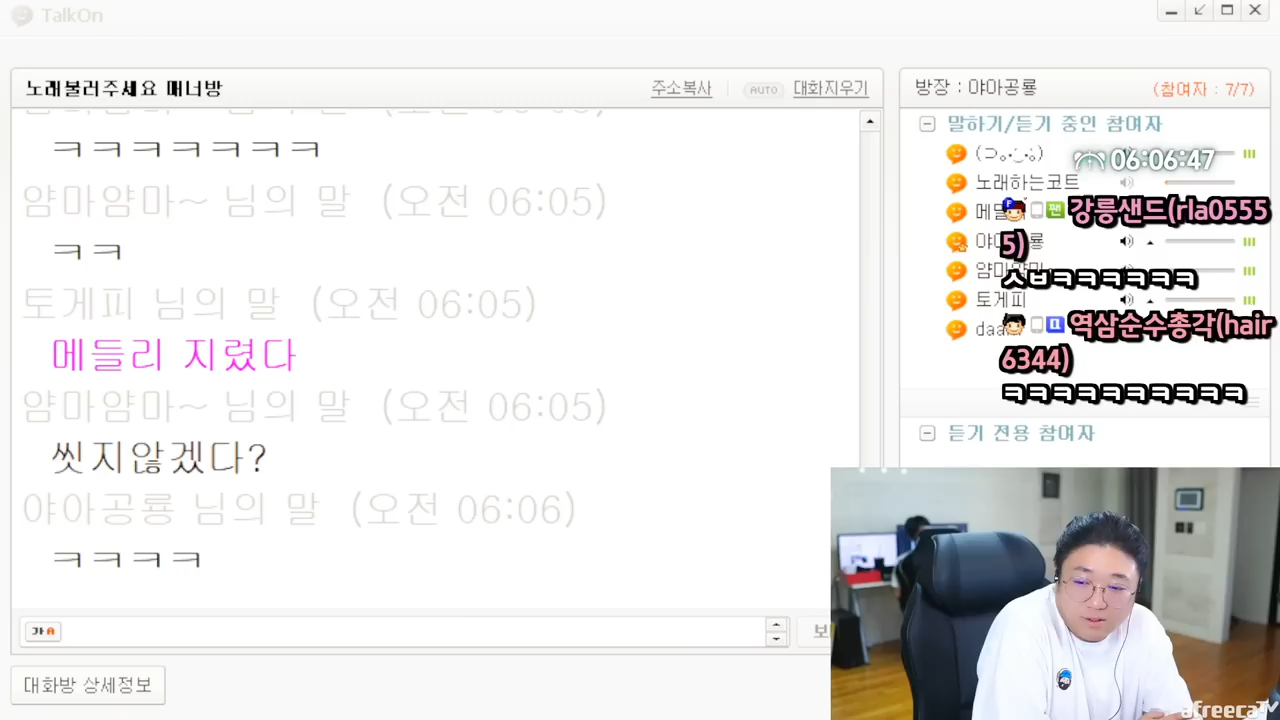 TalkOn
노래불러주세요 매너방
주소복사
AUTO
대화지우기
ㅋㅋㅋㅋㅋㅋㅋ
얌마얌마~ 님의 말 (오전 06:05)
ㅋㅋ
토게피 님의 말 (오전 06:05)
메들리 지렸다
얌마얌마~ 님의 말 (오전 06:05)
씻지않겠다?
야아공룡 님의 말 (오전 06:06)
ㅋㅋㅋㅋ
가
대화방 상세정보
방장 : 야아공룡
(참여자 : 7/7)
말하기/듣기 중인 참여자
06:06:47
노래하는코트
강릉샌드(rla0555
5)
ㅅㅂㅋㅋㅋㅋㅋㅋ
토게피
역삼순수총각(hair
6344)
ㅋㅋㅋㅋㅋㅋㅋㅋㅋㅋ
듣기 전용 참여자
afreecaTV